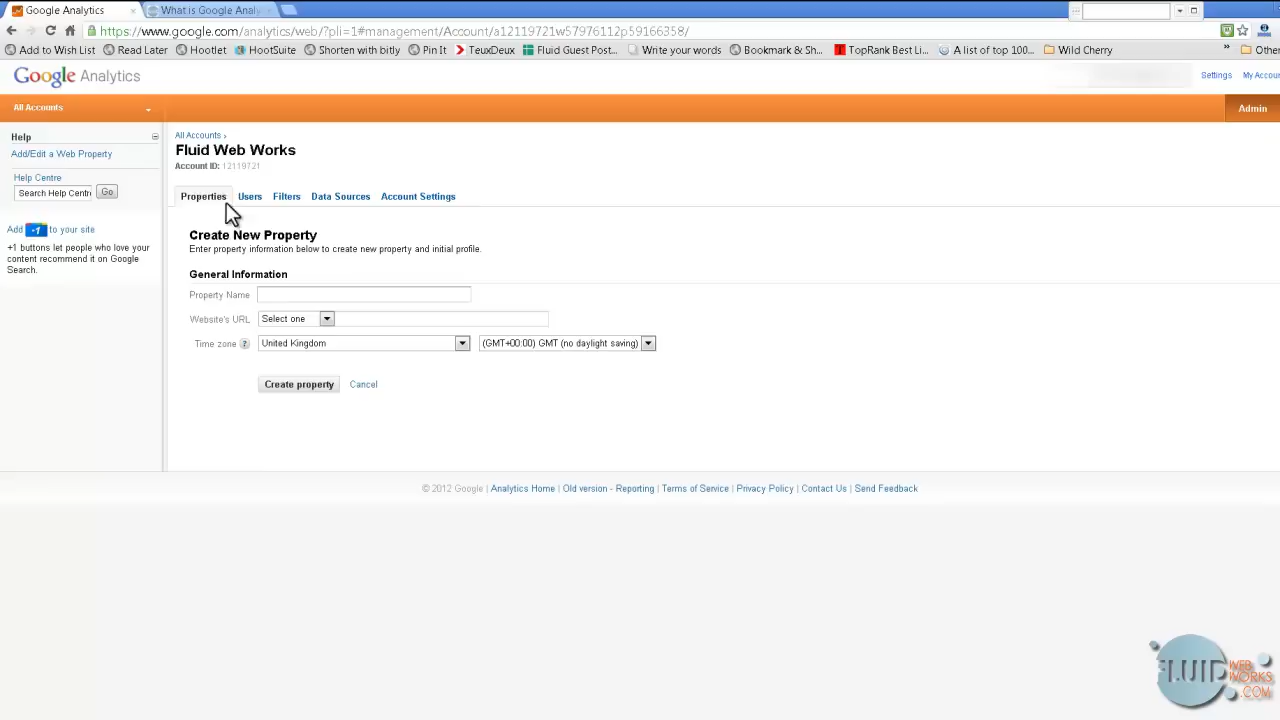 Google Analytics
What is Google Analy
https://www.google.com/analytics/web/?pli=1#management/Account/a12119721w57976112p59166358/
Add to Wish List Read Later Hootlet HootSuite Shorten with bitly Pin It TeuxDeux Fluid Guest Post... Write your words Bookmark & Sh... TopRank Best Li... A list of top 100... Wild Cherry » Other
Google Analytics
Settings My Accoun
All Accounts
Admin
Help
Add/Edit a Web Property
Help Centre
Search Help Centre Go
Add +1 to your site
+1 buttons let people who love your
content recommend it on Google
Search.
All Accounts ›
Fluid Web Works
Account ID: 12119721
Properties Users Filters Data Sources Account Settings
Create New Property
Enter property information below to create new property and initial profile.
General Information
Property Name
Website's URL Select one
Time zone ? United Kingdom (GMT+00:00) GMT (no daylight saving)
Create property Cancel
© 2012 Google | Analytics Home | Old version - Reporting | Terms of Service | Privacy Policy | Contact Us | Send Feedback
FLUID WEB
WORKS
.COM